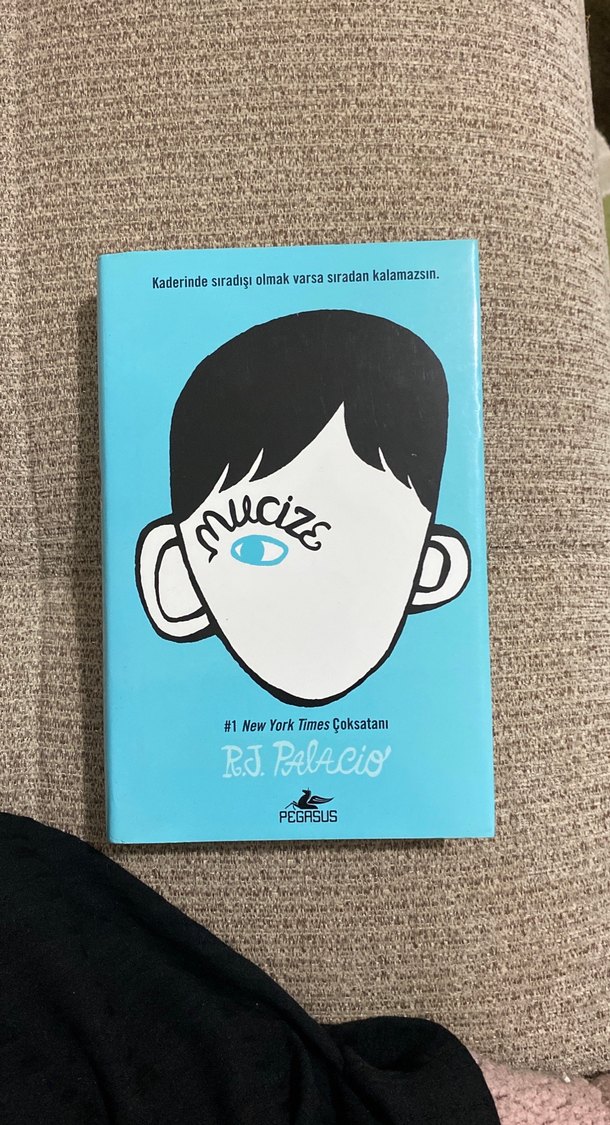 Kaderinde sıradışı olmak varsa sıradan kalamazsın.
mucize
#1 New York Times Çoksatanı
R.J. PALACIO
PEGASUS